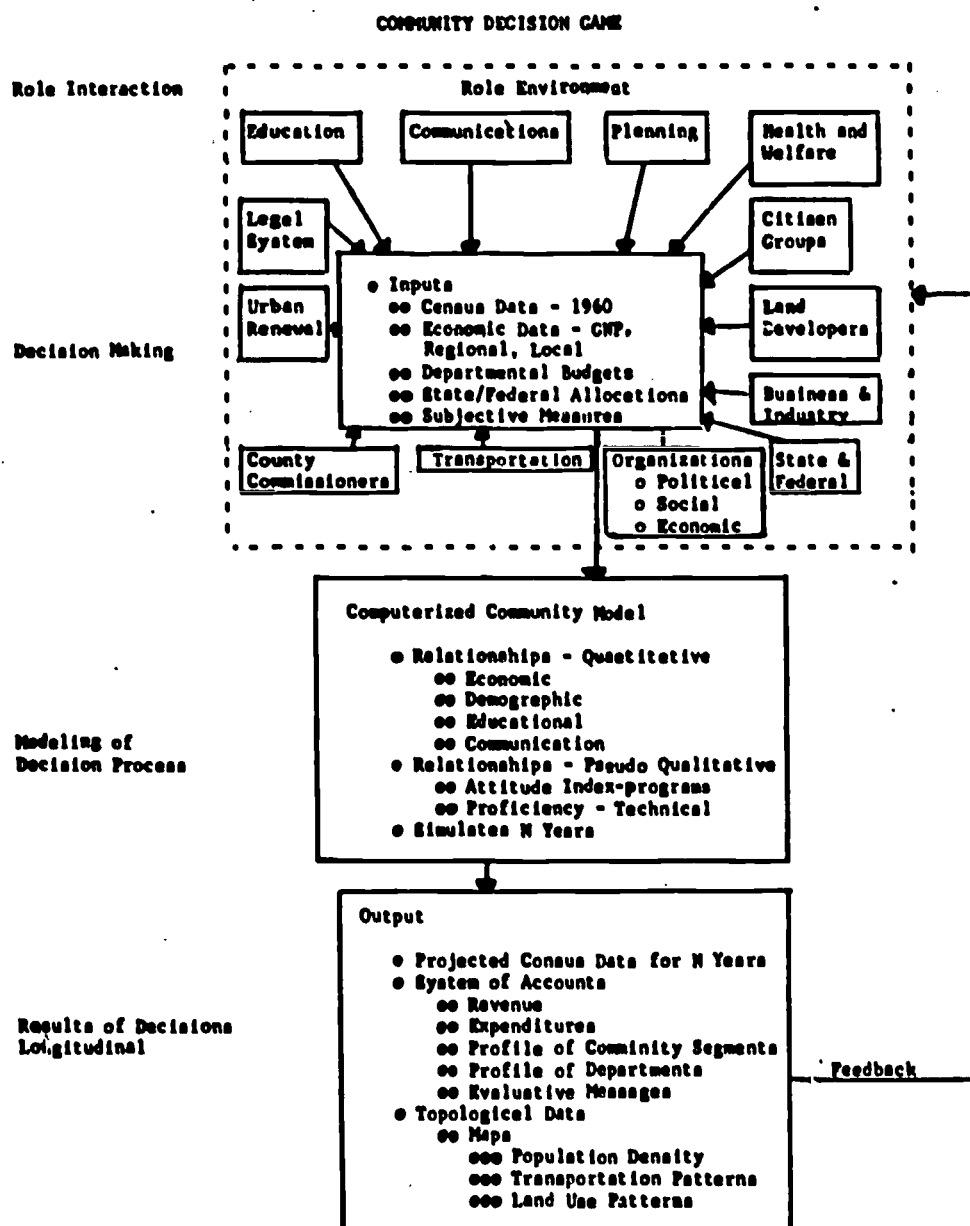 COMMUNITY DECISION GAME
Role Interaction
Role Environment
Education
Communications
Planning
Health and
Welfare
Legal
System
Citizen
Groups
Urban
Renewal
Land
Developers
Decision Making
● Inputs
●● Census Data - 1960
●● Economic Data - GNP,
Regional, Local
●● Departmental Budgets
●● State/Federal Allocations
●● Subjective Measures
Business &
Industry
County
Commissioners
Transportation
Organizations
o Political
o Social
o Economic
State &
Federal
Computerized Community Model
● Relationships - Quantitative
●● Economic
●● Demographic
●● Educational
●● Communication
● Relationships - Pseudo Qualitative
●● Attitude Index-programs
●● Proficiency - Technical
● Simulates N Years
Modeling of
Decision Process
Output
● Projected Census Data for N Years
● System of Accounts
●● Revenue
●● Expenditures
●● Profile of Comminity Segments
●● Profile of Departments
●● Evaluative Messages
● Topological Data
●● Maps
●●● Population Density
●●● Transportation Patterns
●●● Land Use Patterns
Results of Decisions
Longitudinal
Feedback